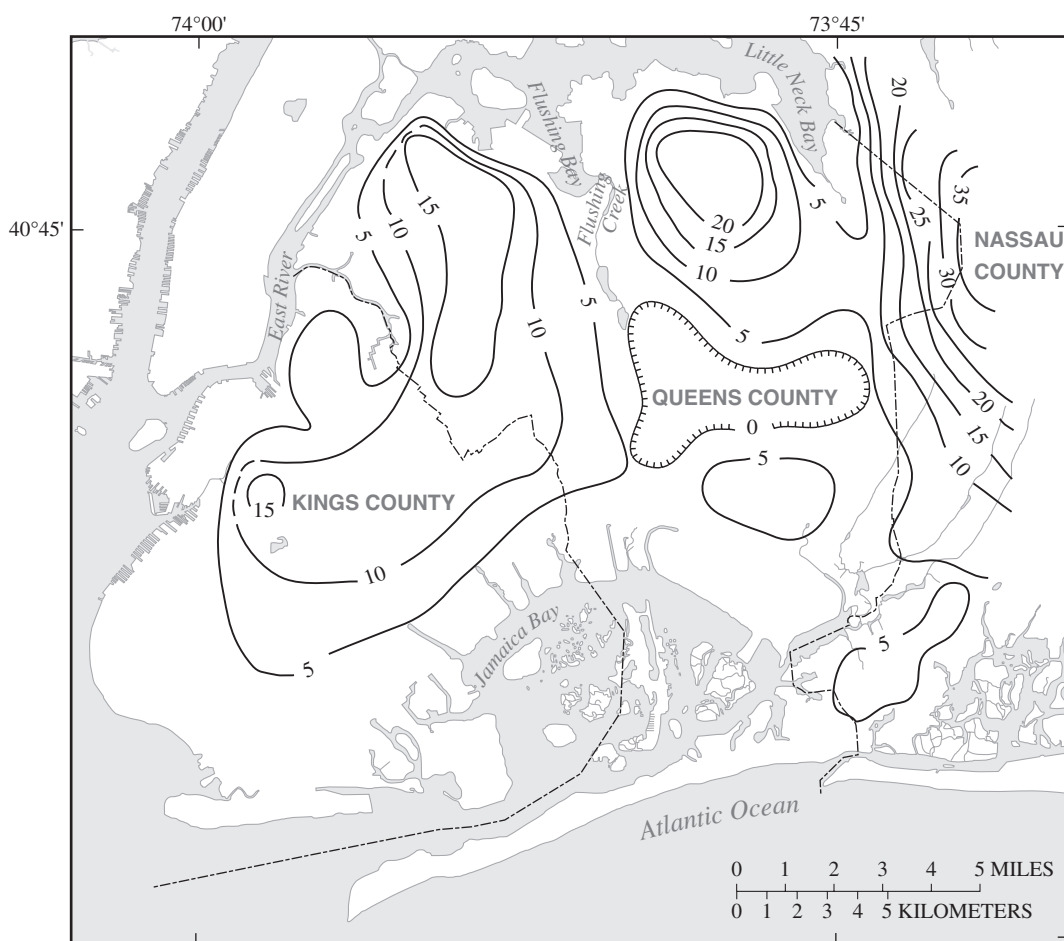 74°00'
73°45'
Little Neck Bay
20
Flushing Bay
35
5
15
Flushing Creek
5
10
20
25
40°45'
15
NASSAU
COUNTY
10
30
East River
5
10
5
QUEENS COUNTY
20
0
15
5
10
15
KINGS COUNTY
10
Jamaica Bay
5
5
Atlantic Ocean
0 1 2 3 4 5 MILES
0 1 2 3 4 5 KILOMETERS